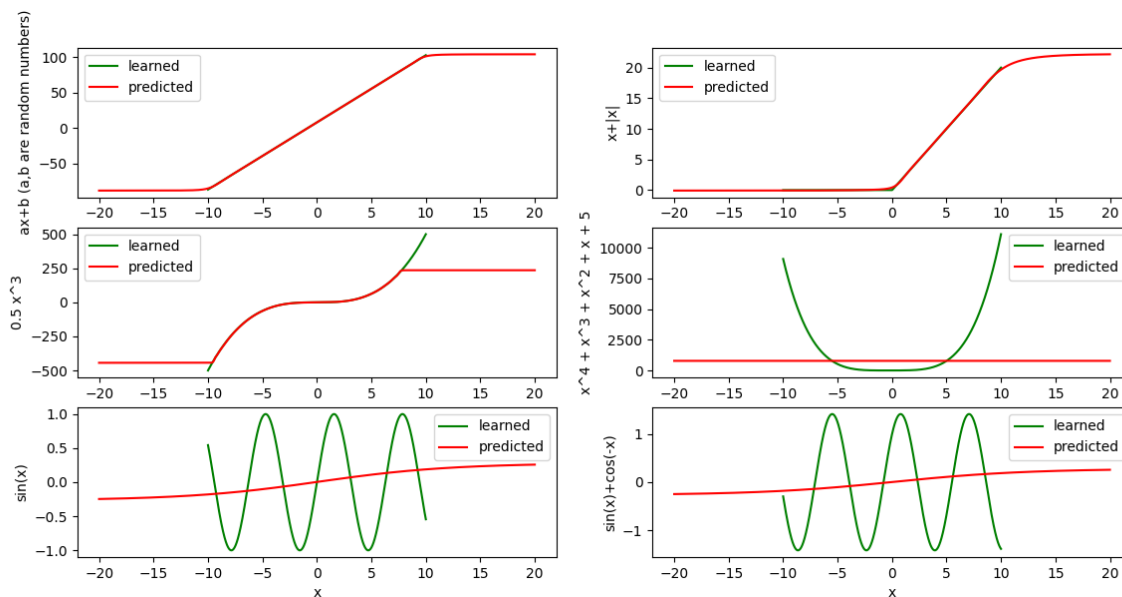 ax+b (a,b are random numbers)
100
50
0
−50
learned
predicted
−20 −15 −10 −5 0 5 10 15 20
x+|x|
20
15
10
5
0
learned
predicted
−20 −15 −10 −5 0 5 10 15 20
0.5 x^3
500
250
0
−250
−500
learned
predicted
−20 −15 −10 −5 0 5 10 15 20
x^4 + x^3 + x^2 + x + 5
10000
7500
5000
2500
0
learned
predicted
−20 −15 −10 −5 0 5 10 15 20
sin(x)
1.0
0.5
0.0
−0.5
−1.0
learned
predicted
−20 −15 −10 −5 0 5 10 15 20
x
sin(x)+cos(-x)
1
0
−1
learned
predicted
−20 −15 −10 −5 0 5 10 15 20
x